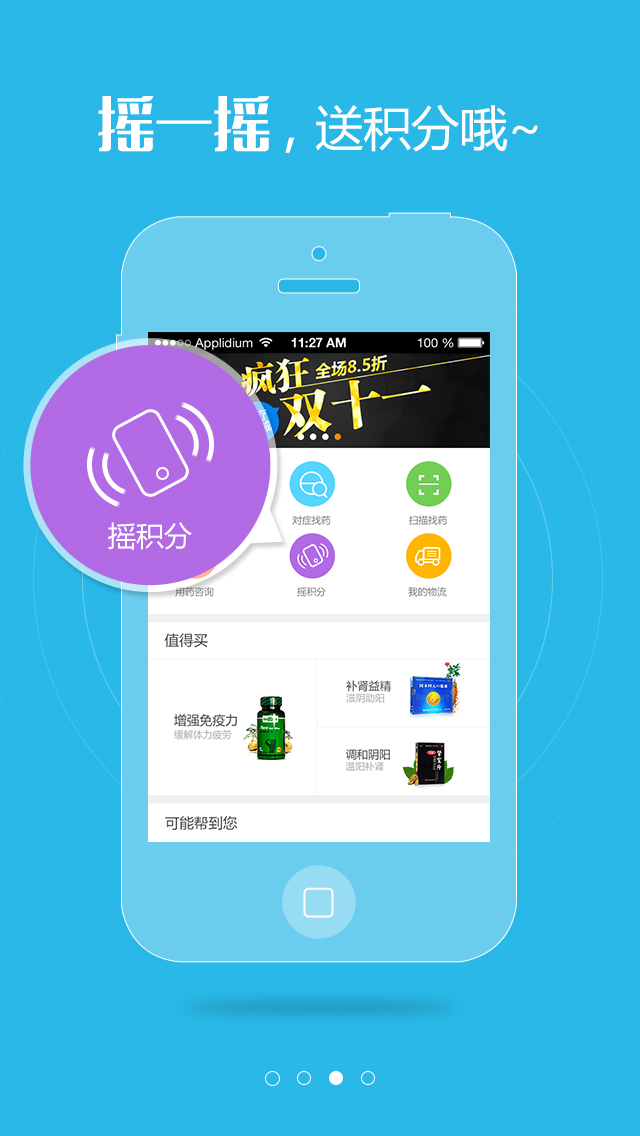 摇一摇，送积分哦~
Applidium
11:27 AM
100 %
疯狂 全场8.5折
双十一
摇积分
对症找药
扫描找药
用药咨询
摇积分
我的物流
值得买
增强免疫力
缓解体力疲劳
补肾益精
滋阴助阳
调和阴阳
温阳补肾
可能帮到您